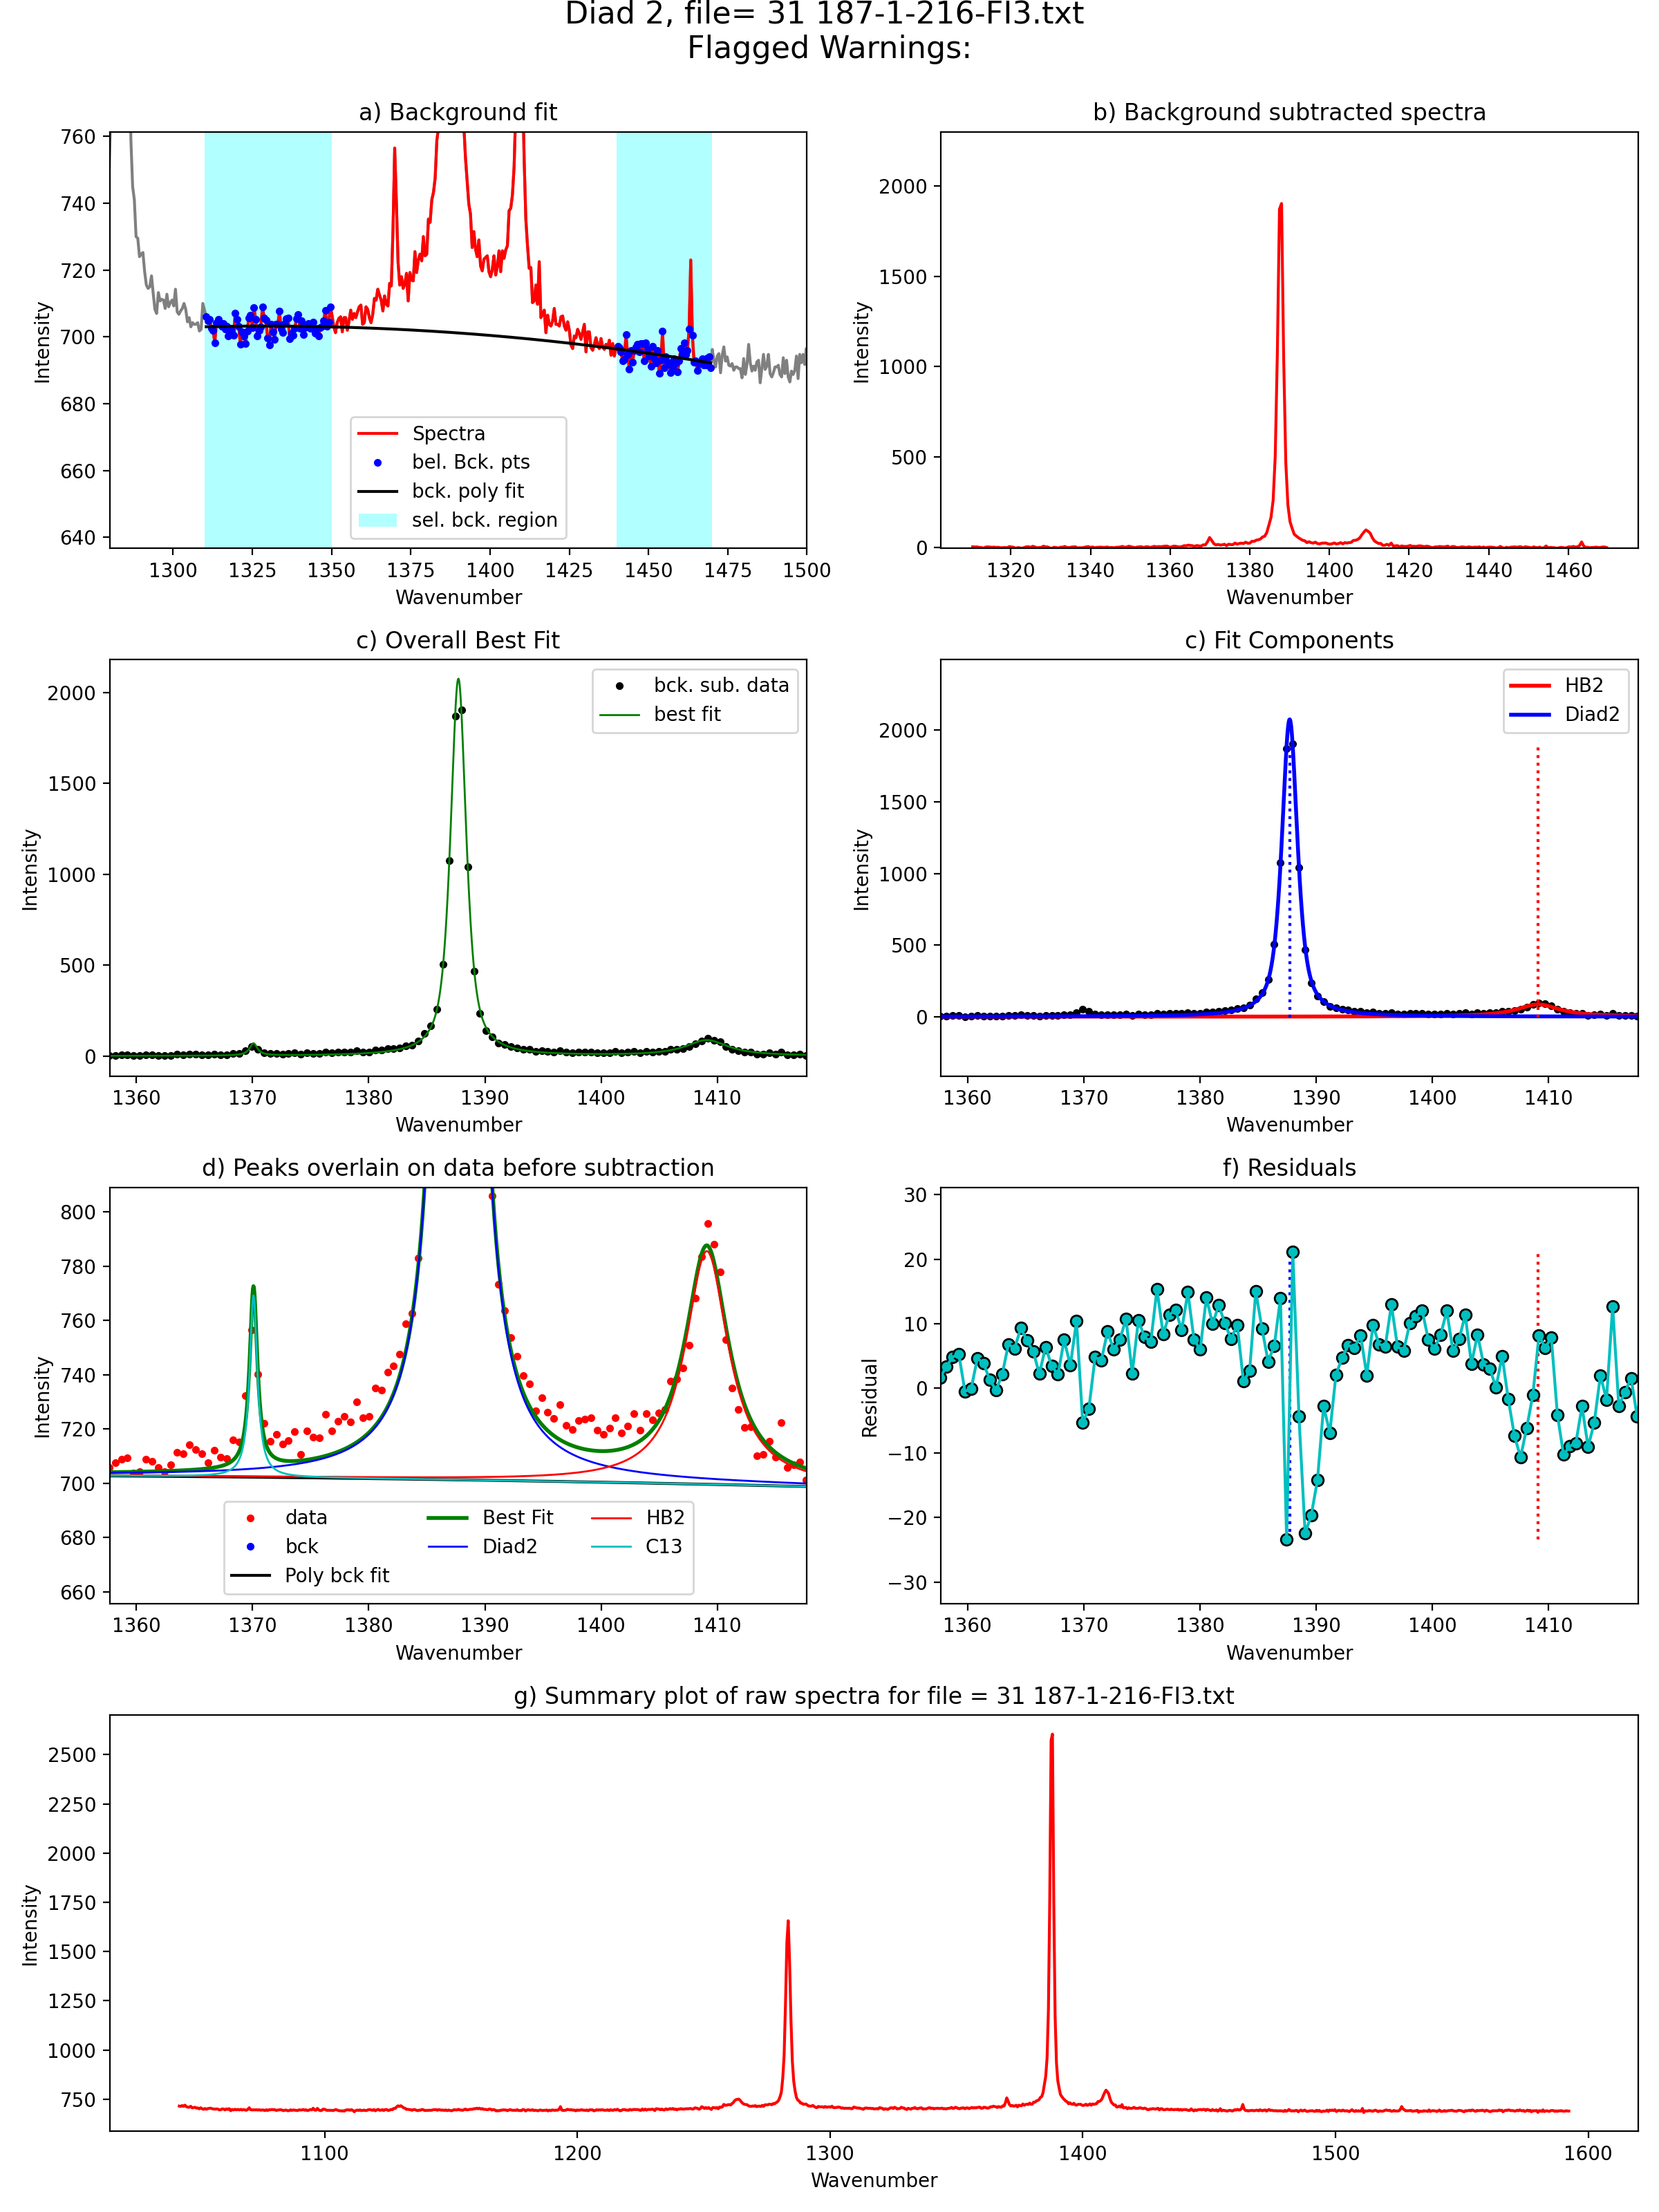 Diad 2, file= 31 187-1-216-FI3.txt
Flagged Warnings:
a) Background fit
760
740
720
700
680
660
640
Intensity
Spectra
bel. Bck. pts
bck. poly fit
sel. bck. region
1300 1325 1350 1375 1400 1425 1450 1475 1500
Wavenumber
b) Background subtracted spectra
2000
1500
1000
500
0
Intensity
1320 1340 1360 1380 1400 1420 1440 1460
Wavenumber
c) Overall Best Fit
2000
1500
1000
500
0
Intensity
bck. sub. data
best fit
1360 1370 1380 1390 1400 1410
Wavenumber
c) Fit Components
2000
1500
1000
500
0
Intensity
HB2
Diad2
1360 1370 1380 1390 1400 1410
Wavenumber
d) Peaks overlain on data before subtraction
800
780
760
740
720
700
680
660
Intensity
data
bck
Poly bck fit
Best Fit
Diad2
HB2
C13
1360 1370 1380 1390 1400 1410
Wavenumber
f) Residuals
30
20
10
0
−10
−20
−30
Residual
1360 1370 1380 1390 1400 1410
Wavenumber
g) Summary plot of raw spectra for file = 31 187-1-216-FI3.txt
2500
2250
2000
1750
1500
1250
1000
750
Intensity
1100 1200 1300 1400 1500 1600
Wavenumber